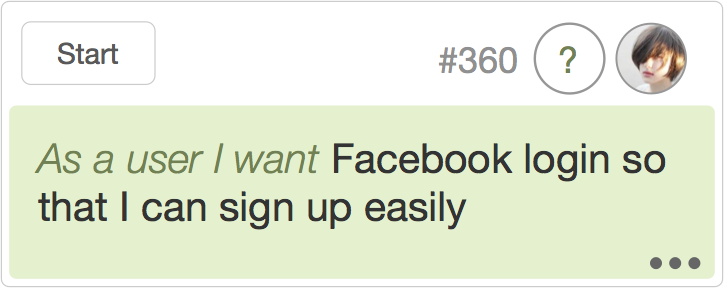 Start
#360
?
As a user I want Facebook login so
that I can sign up easily